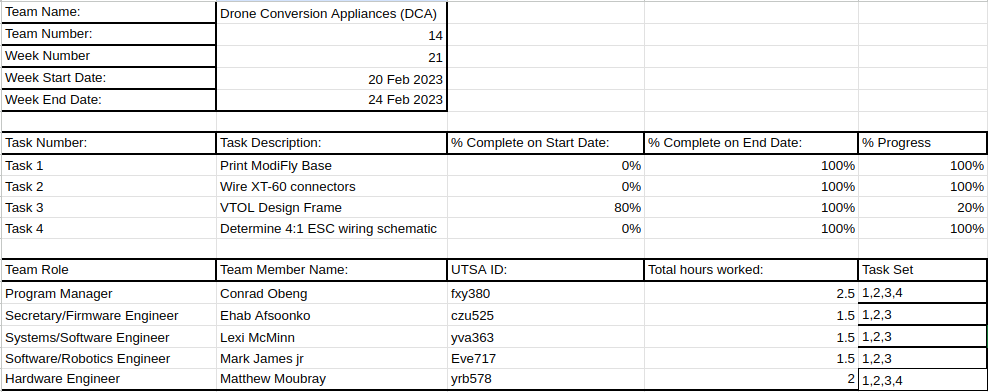 Team Name: Drone Conversion Appliances (DCA)
Team Number: 14
Week Number 21
Week Start Date: 20 Feb 2023
Week End Date: 24 Feb 2023
Task Number: Task Description: % Complete on Start Date: % Complete on End Date: % Progress
Task 1 Print ModiFly Base 0% 100% 100%
Task 2 Wire XT-60 connectors 0% 100% 100%
Task 3 VTOL Design Frame 80% 100% 20%
Task 4 Determine 4:1 ESC wiring schematic 0% 100% 100%
Team Role Team Member Name: UTSA ID: Total hours worked: Task Set
Program Manager Conrad Obeng fxy380 2.5 1,2,3,4
Secretary/Firmware Engineer Ehab Afsoonko czu525 1.5 1,2,3
Systems/Software Engineer Lexi McMinn yva363 1.5 1,2,3
Software/Robotics Engineer Mark James jr Eve717 1.5 1,2,3
Hardware Engineer Matthew Moubray yrb578 2 1,2,3,4